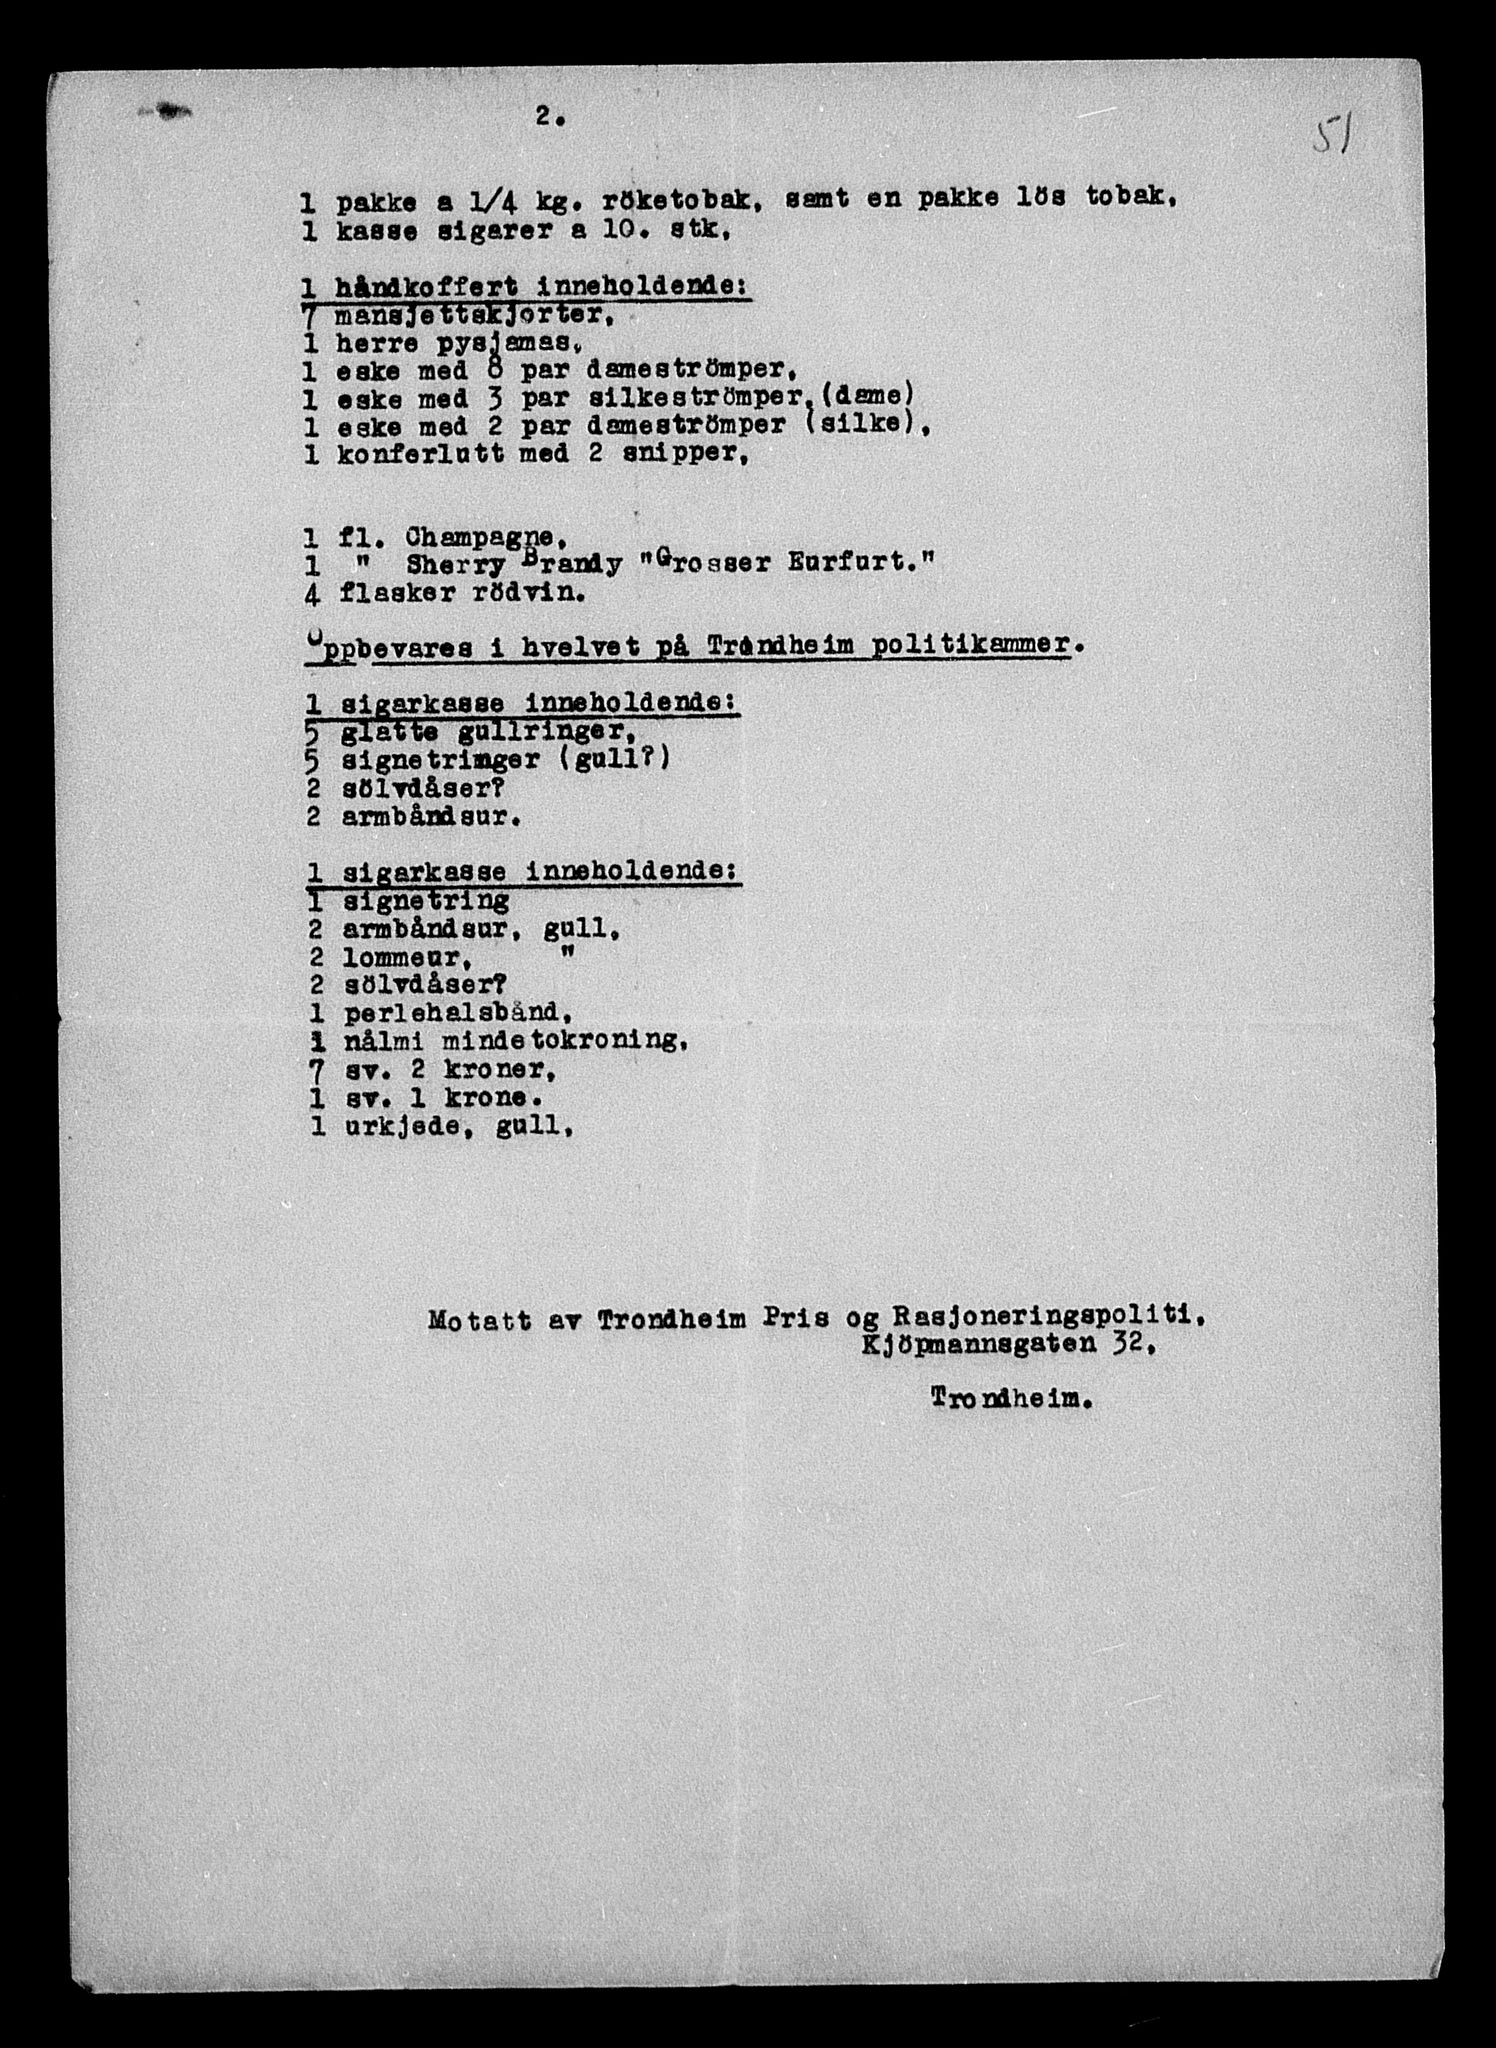 2.
51
1 pakke a 1/4 kg. röketobak, samt en pakke lös tobak,
1 kasse sigarer a 10. stk,
1 håndkoffert inneholdende:
7 mansjettskjorter,
1 herre pysjamas,
1 eske med 8 par dameströmper,
1 eske med 3 par silkeströmper,(dame)
1 eske med 2 par dameströmper (silke),
1 konferlutt med 2 snipper,
1 fl. Champagne,
1 " Sherry Brandy "Grosser Eurfurt."
4 flasker rödvin.
Oppbevares i hvelvet på Trondheim politikammer.
1 sigarkasse inneholdende:
5 glatte gullringer,
5 signetringer (gull?)
2 sölvdåser?
2 armbåndsur.
1 sigarkasse inneholdende:
1 signetring
2 armbåndsur, gull,
2 lommeur, "
2 sölvdåser?
1 perlehalsbånd,
1 nålmi mindetokroning,
7 sv. 2 kroner,
1 sv. 1 krone.
1 urkjede, gull,
Motatt av Trondheim Pris og Rasjoneringspoliti,
Kjöpmannsgaten 32,
Trondheim.